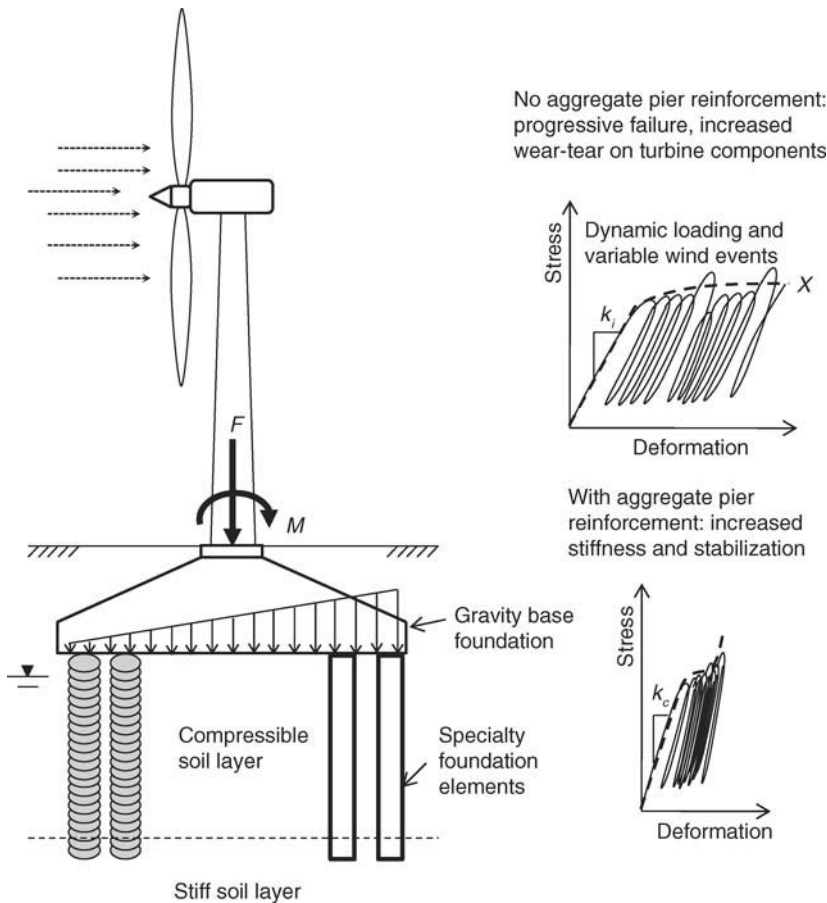 No aggregate pier reinforcement:
progressive failure, increased
wear-tear on turbine components
Stress
Dynamic loading and
variable wind events
X
k_i
Deformation
F
M
With aggregate pier
reinforcement: increased
stiffness and stabilization
Stress
k_c
Deformation
Gravity base
foundation
Compressible
soil layer
Specialty
foundation
elements
Stiff soil layer